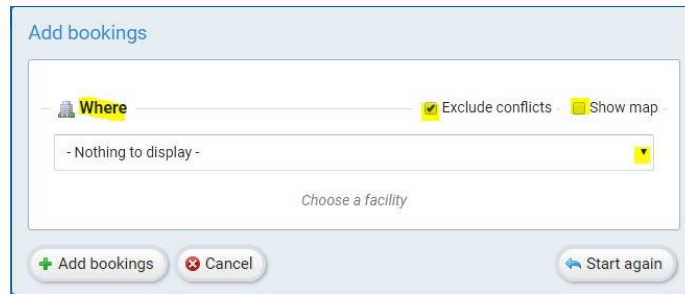 Add bookings
Where Exclude conflicts Show map
- Nothing to display -
Choose a facility
Add bookings Cancel Start again